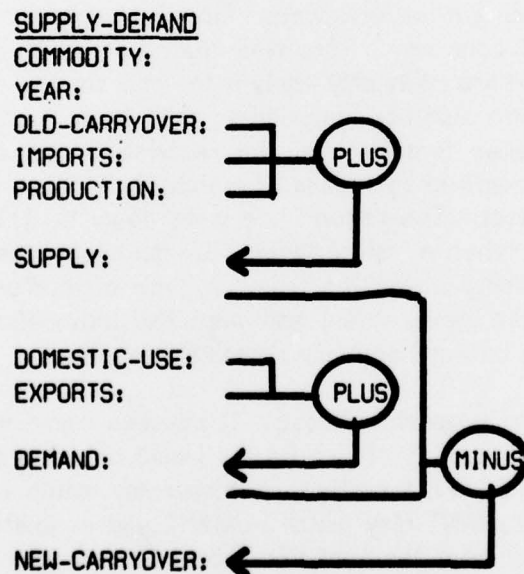 SUPPLY-DEMAND
COMMODITY:
YEAR:
OLD-CARRYOVER:
IMPORTS:
PLUS
PRODUCTION:
SUPPLY:
DOMESTIC-USE:
EXPORTS:
PLUS
DEMAND:
MINUS
NEW-CARRYOVER: